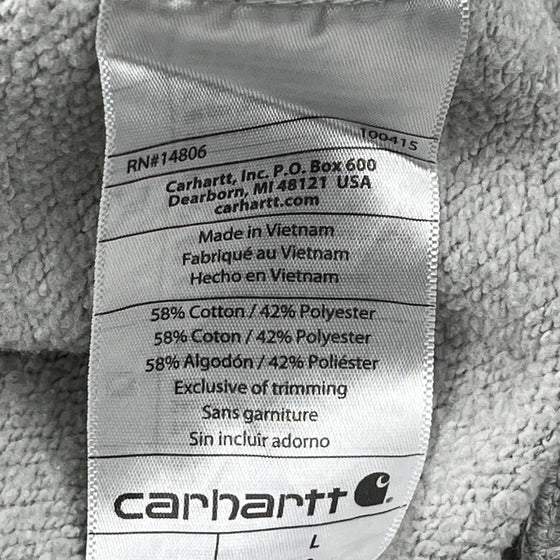 RN#14806 100415
Carhartt, Inc. P.O. Box 600
Dearborn, MI 48121 USA
carhartt.com
Made in Vietnam
Fabriqué au Vietnam
Hecho en Vietnam
58% Cotton / 42% Polyester
58% Coton / 42% Polyester
58% Algodón / 42% Poliéster
Exclusive of trimming
Sans garniture
Sin incluir adorno
carhartt
L